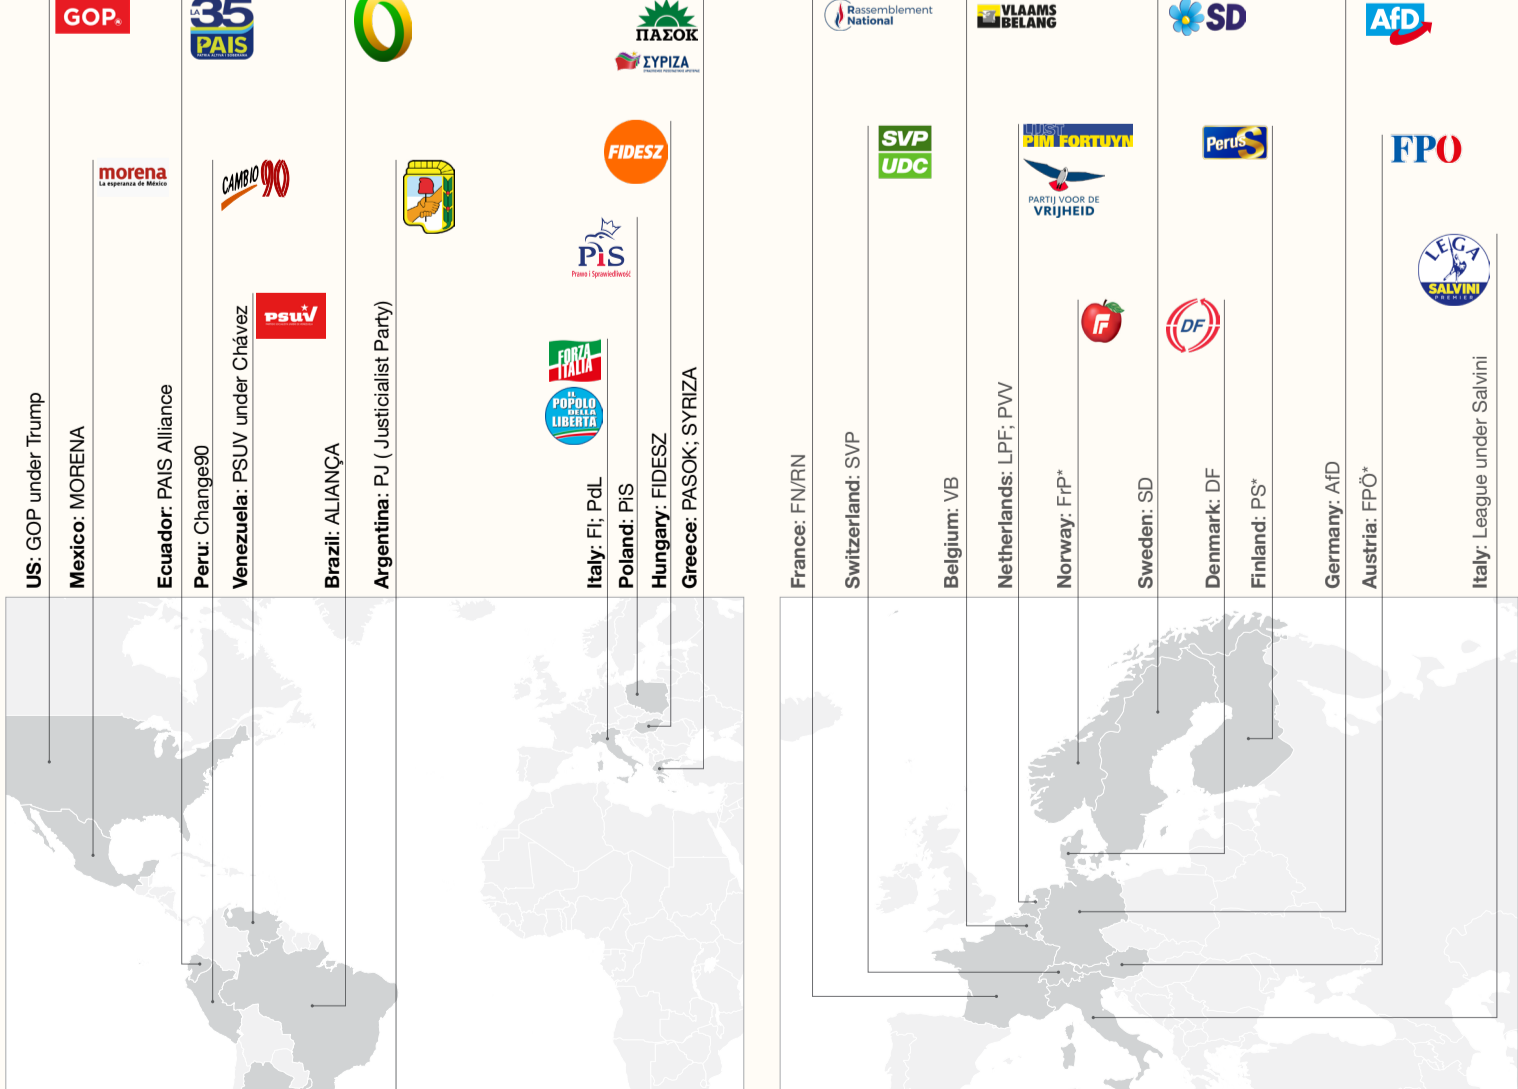 GOP
LA
35
PAIS
ΠΑΣΟΚ
ΣΥΡΙΖΑ
Rassemblement
National
VLAAMS
BELANG
SD
AfD
morena
La esperanza de México
CAMBIO 90
FIDESZ
SVP
UDC
LIJST
PIM FORTUYN
PARTIJ VOOR DE
VRIJHEID
PerusS
FPÖ
PiS
Prawo i Sprawiedliwość
LEGA
SALVINI
PREMIER
PSUV
FORZA
ITALIA
IL
POPOLO
DELLA
LIBERTÀ
F
DF
US: GOP under Trump
Mexico: MORENA
Ecuador: PAIS Alliance
Peru: Change90
Venezuela: PSUV under Chávez
Brazil: ALIANÇA
Argentina: PJ ( Justicialist Party)
Italy: FI; PdL
Poland: PiS
Hungary: FIDESZ
Greece: PASOK; SYRIZA
France: FN/RN
Switzerland: SVP
Belgium: VB
Netherlands: LPF; PVV
Norway: FrP*
Sweden: SD
Denmark: DF
Finland: PS*
Germany: AfD
Austria: FPÖ*
Italy: League under Salvini